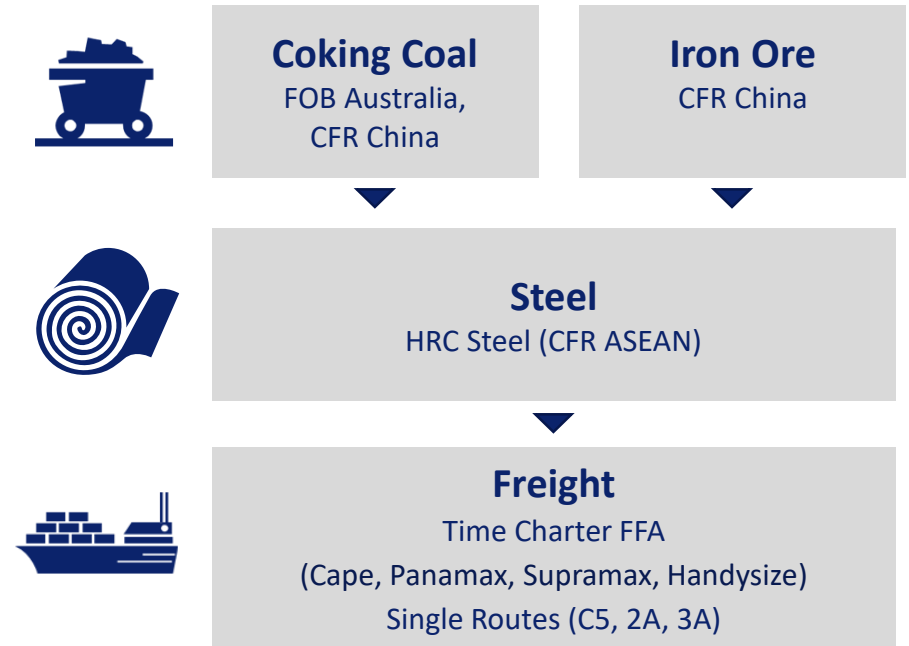 Coking Coal
FOB Australia,
CFR China
Iron Ore
CFR China
Steel
HRC Steel (CFR ASEAN)
Freight
Time Charter FFA
(Cape, Panamax, Supramax, Handysize)
Single Routes (C5, 2A, 3A)